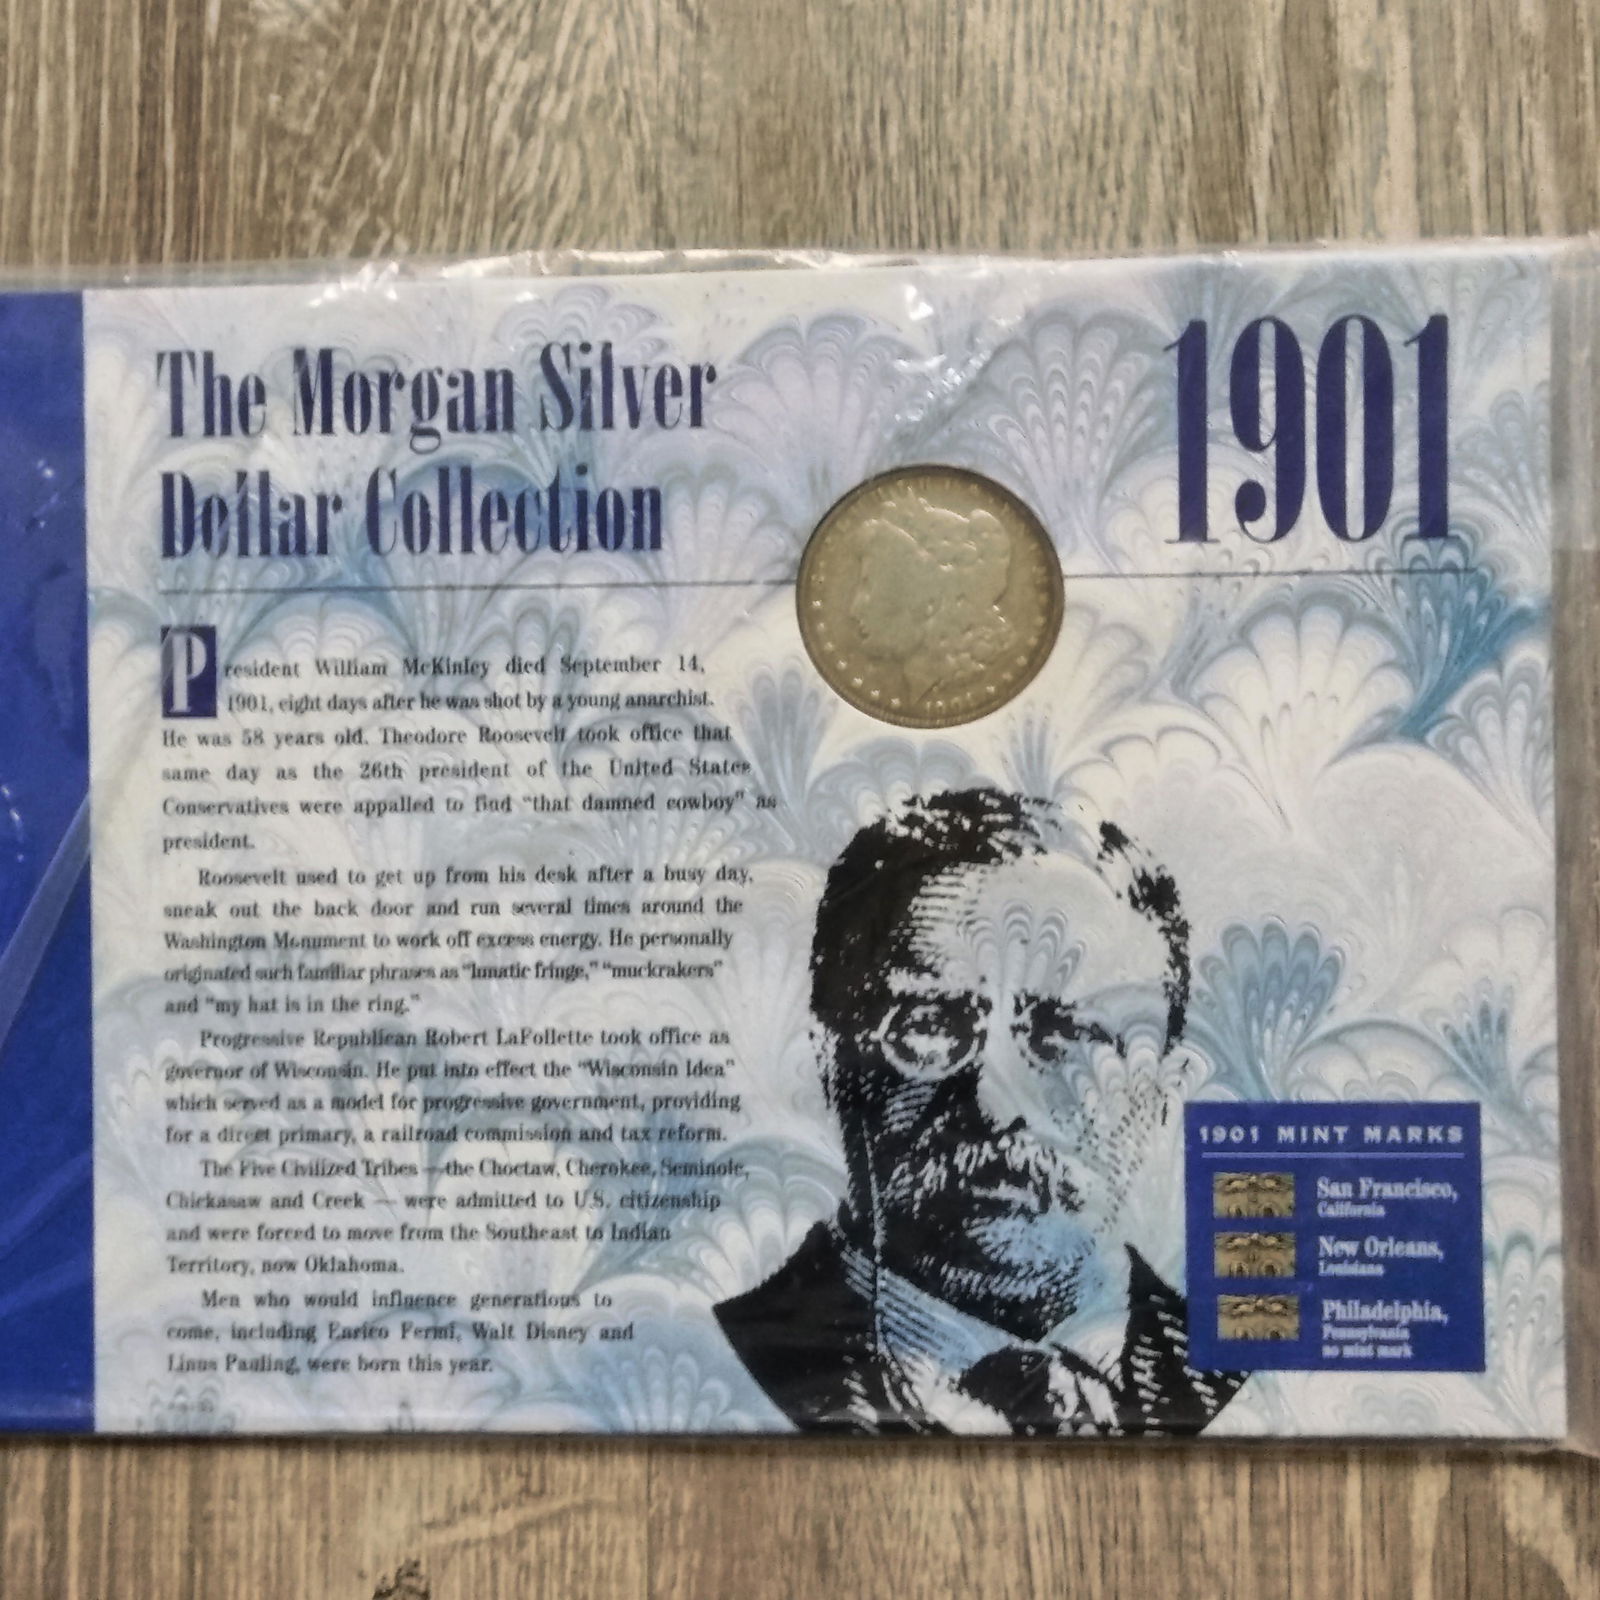 The Morgan Silver
Dollar Collection
1901
President William McKinley died September 14,
1901, eight days after he was shot by a young anarchist.
He was 58 years old. Theodore Roosevelt took office that
same day as the 26th president of the United States
Conservatives were appalled to find "that damned cowboy" as
president.
Roosevelt used to get up from his desk after a busy day,
sneak out the back door and run several times around the
Washington Monument to work off excess energy. He personally
originated such familiar phrases as "lunatic fringe," "muckrakers"
and "my hat is in the ring."
Progressive Republican Robert LaFollette took office as
governor of Wisconsin. He put into effect the "Wisconsin Idea"
which served as a model for progressive government, providing
for a direct primary, a railroad commission and tax reform.
The Five Civilized Tribes — the Choctaw, Cherokee, Seminole,
Chickasaw and Creek — were admitted to U.S. citizenship
and were forced to move from the Southeast to Indian
Territory, now Oklahoma.
Men who would influence generations to
come, including Enrico Fermi, Walt Disney and
Linus Pauling, were born this year.
1901 MINT MARKS
San Francisco,
California
New Orleans,
Louisiana
Philadelphia,
Pennsylvania
no mint mark